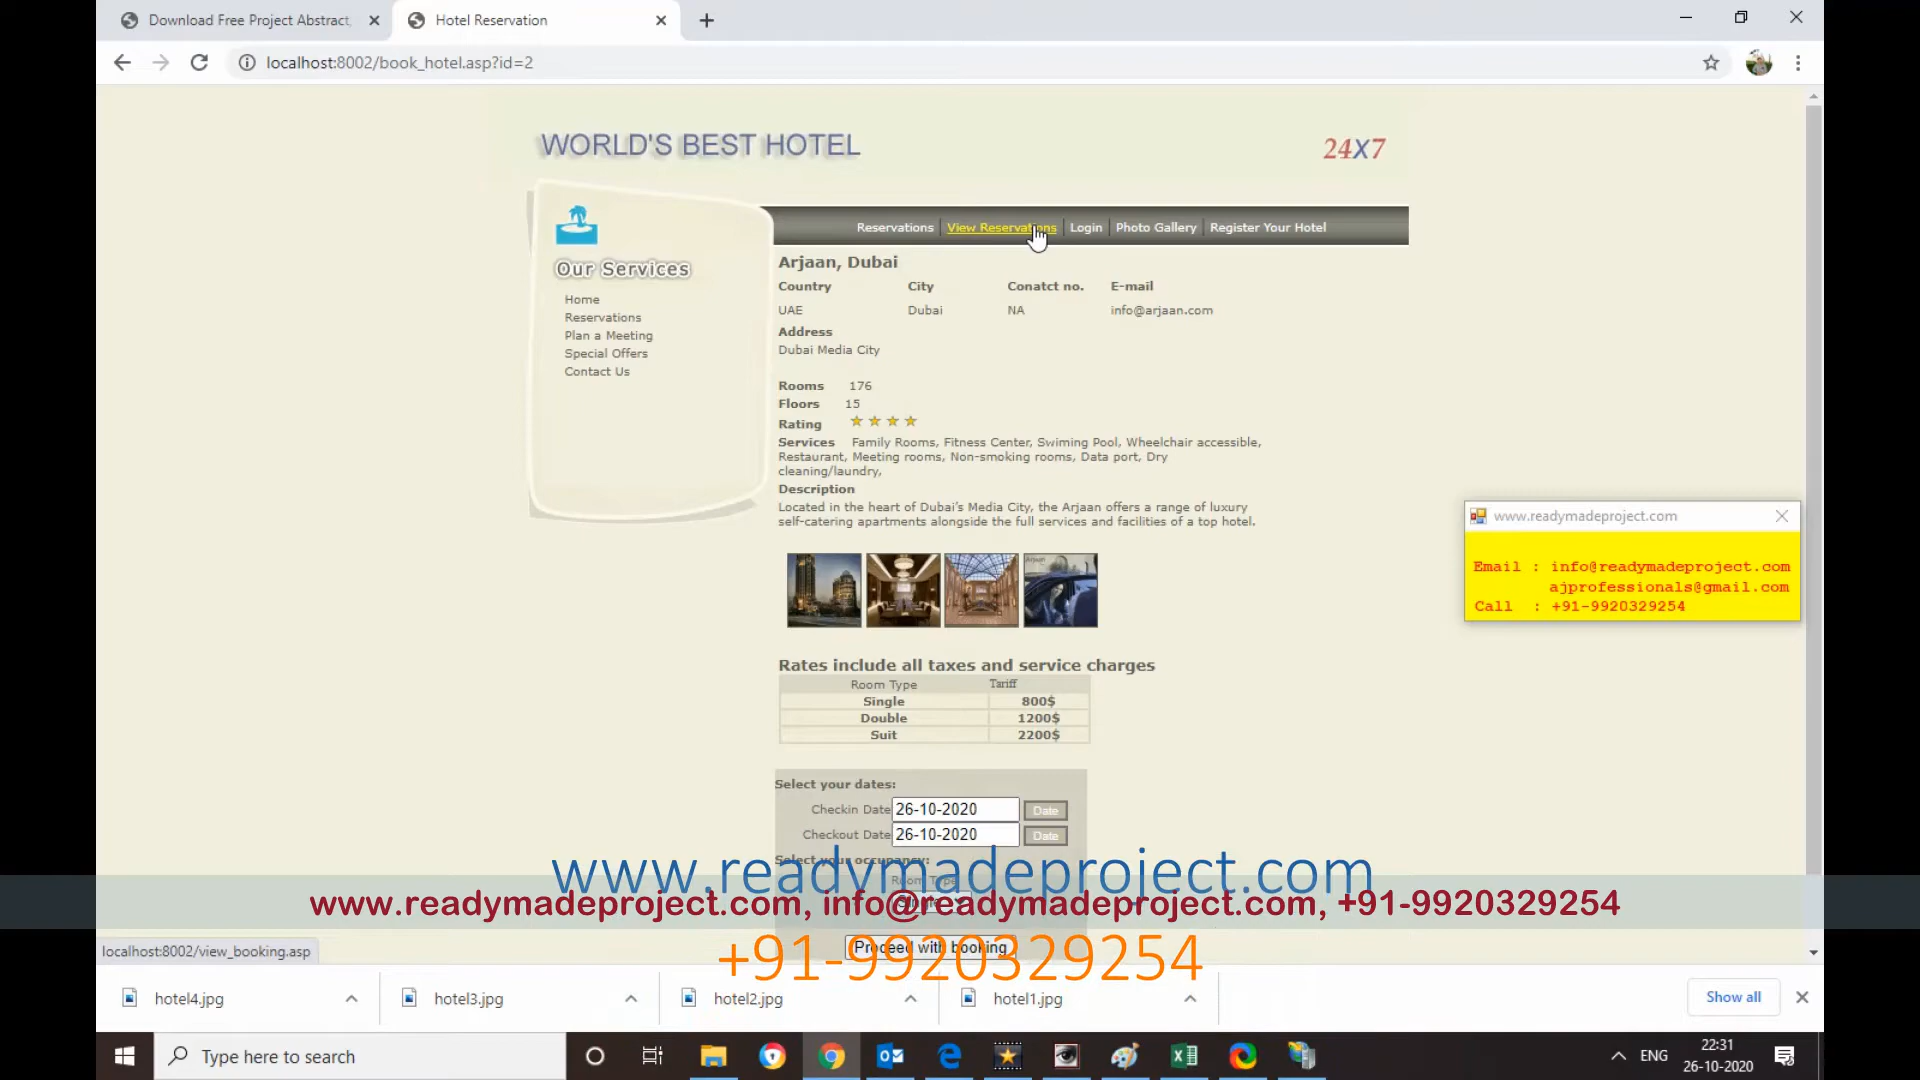 Download Free Project Abstract,
Hotel Reservation
localhost:8002/book_hotel.asp?id=2
WORLD'S BEST HOTEL
24X7
Reservations
View Reservations
Login
Photo Gallery
Register Your Hotel
Our Services
Home
Reservations
Plan a Meeting
Special Offers
Contact Us
Arjaan, Dubai
Country City Conatct no. E-mail
UAE Dubai NA info@arjaan.com
Address
Dubai Media City
Rooms 176
Floors 15
Rating
Services Family Rooms, Fitness Center, Swiming Pool, Wheelchair accessible,
Restaurant, Meeting rooms, Non-smoking rooms, Data port, Dry
cleaning/laundry,
Description
Located in the heart of Dubai's Media City, the Arjaan offers a range of luxury
self-catering apartments alongside the full services and facilities of a top hotel.
www.readymadeproject.com
Email : info@readymadeproject.com
ajprofessionals@gmail.com
Call : +91-9920329254
Rates include all taxes and service charges
Room Type Tariff
Single 800$
Double 1200$
Suit 2200$
Select your dates:
Checkin Date 26-10-2020 Date
Checkout Date 26-10-2020 Date
Select your occupancy:
Room Type
Single
www.readymadeproject.com
www.readymadeproject.com, info@readymadeproject.com, +91-9920329254
Proceed with booking
+91-9920329254
localhost:8002/view_booking.asp
hotel4.jpg
hotel3.jpg
hotel2.jpg
hotel1.jpg
Show all
Type here to search
ENG
22:31
26-10-2020